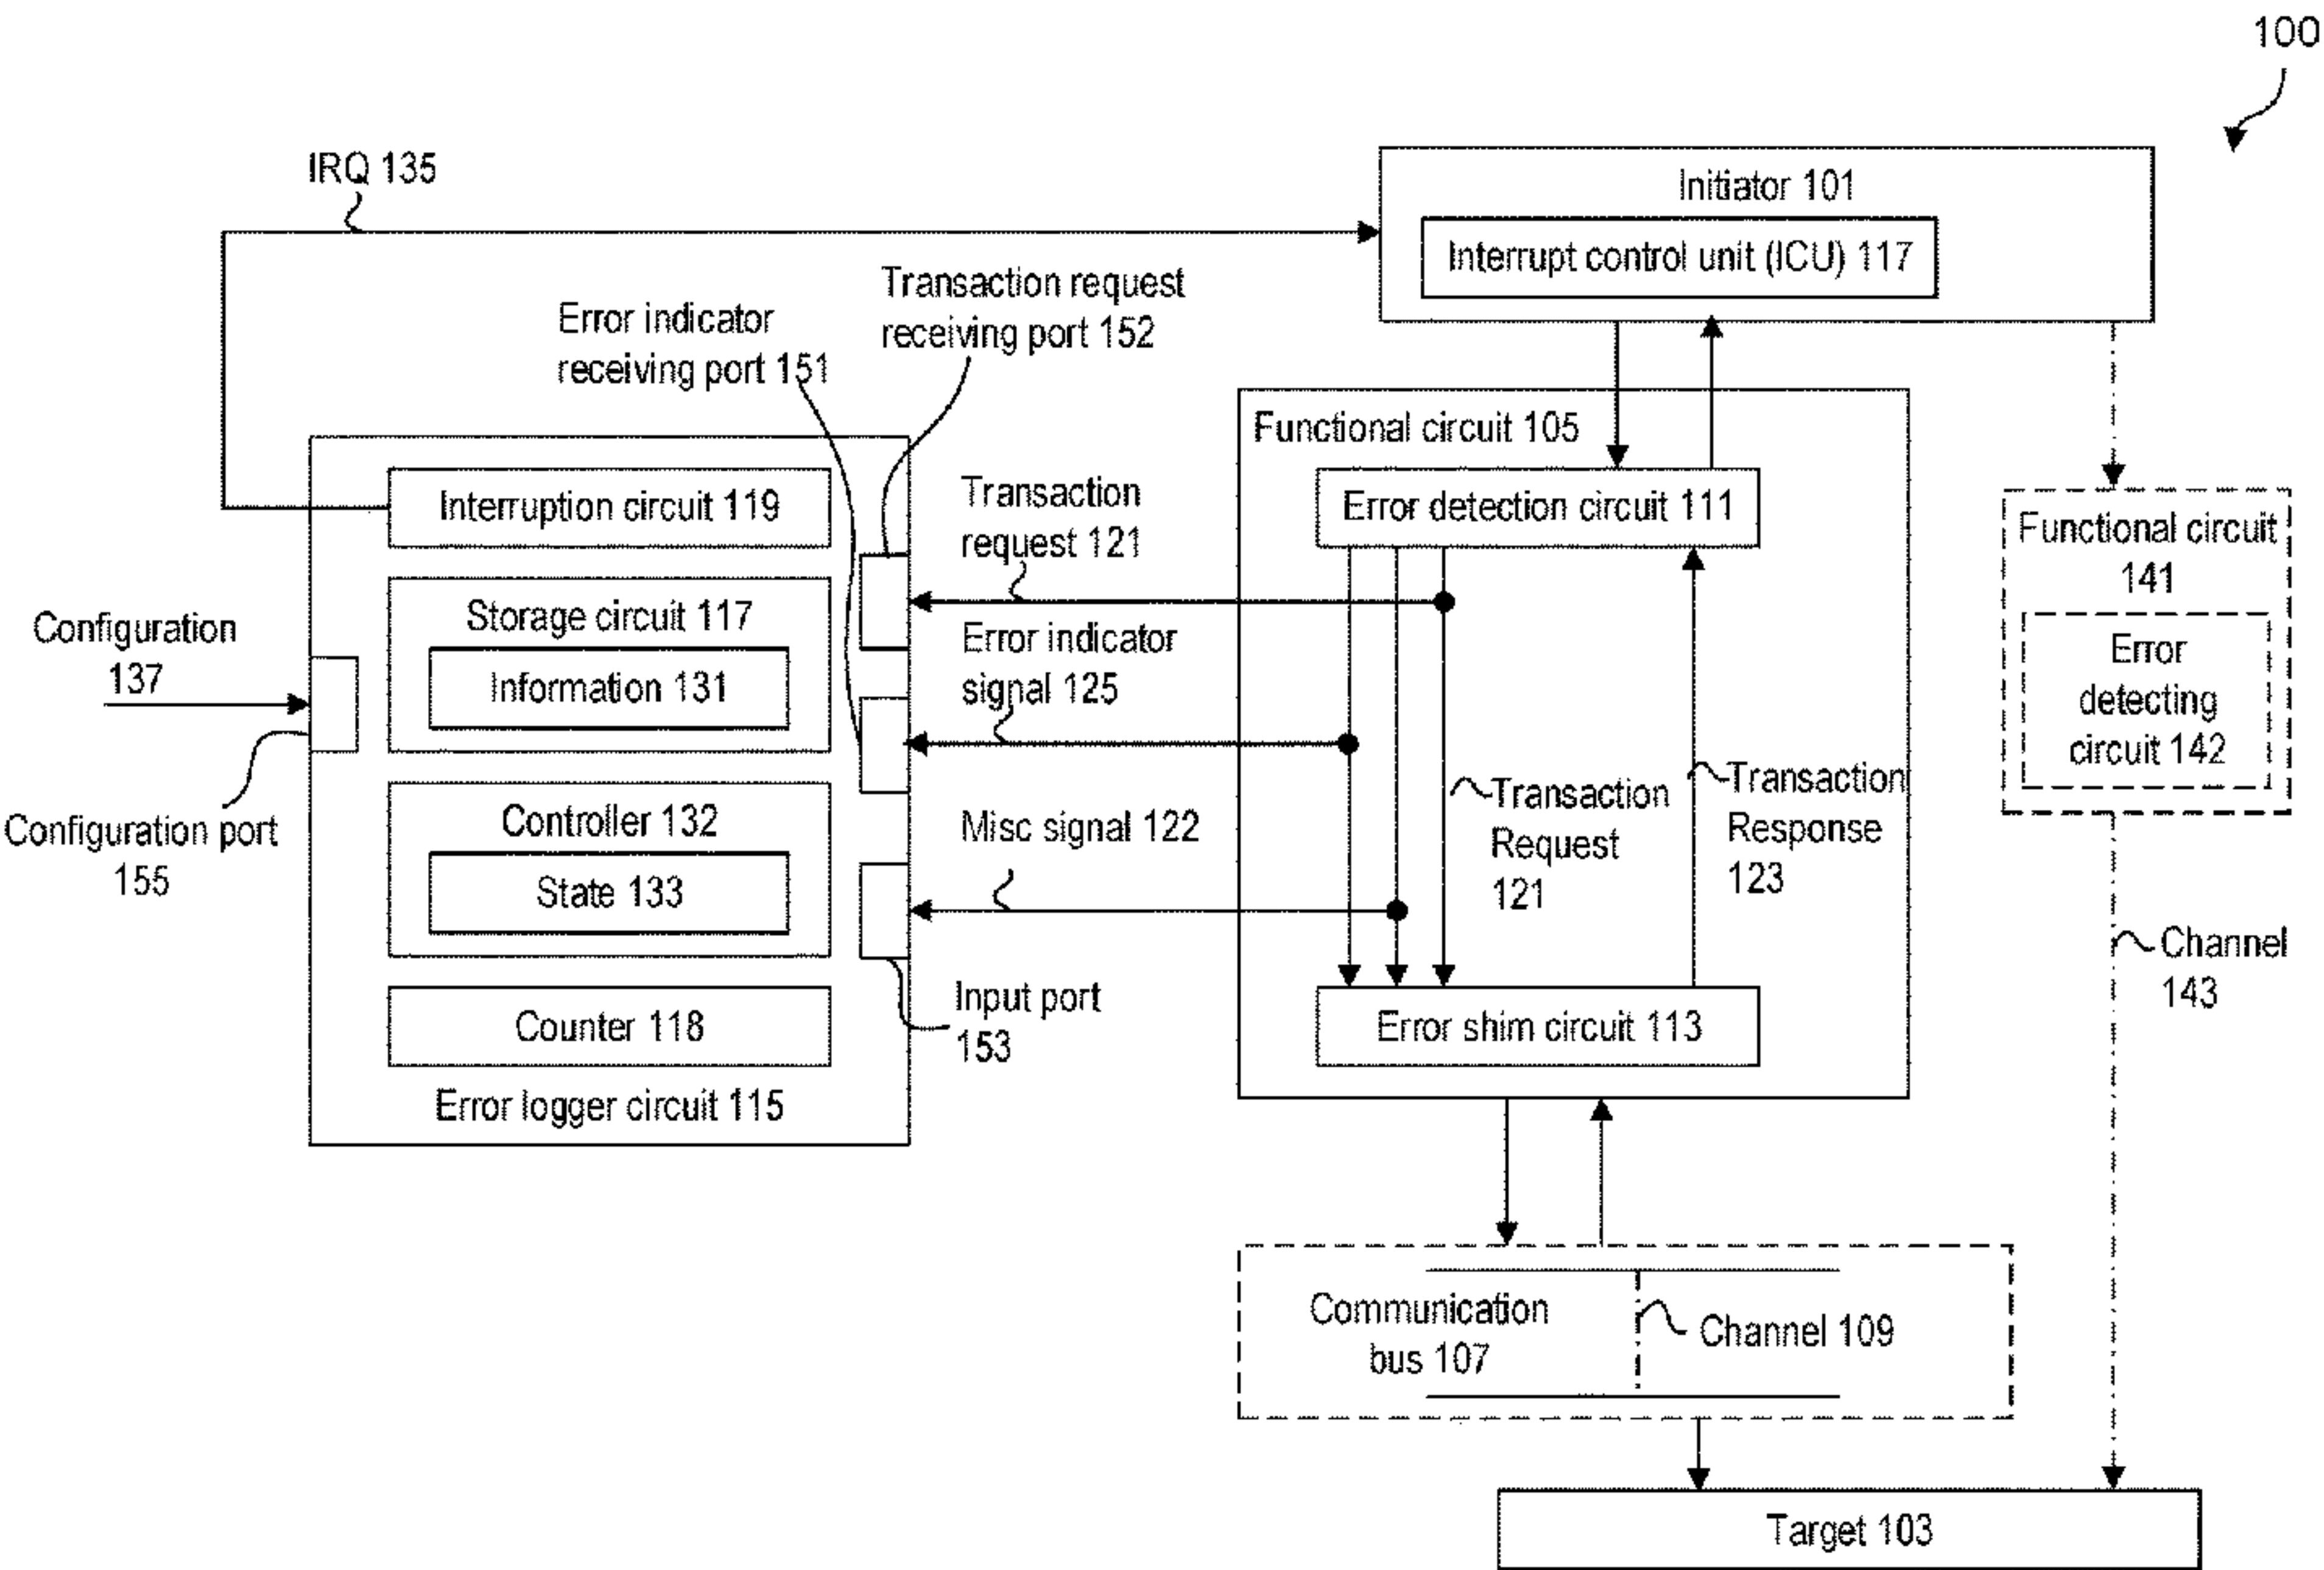 100
IRQ 135
Initiator 101
Interrupt control unit (ICU) 117
Transaction request
receiving port 152
Error indicator
receiving port 151
Functional circuit 105
Interruption circuit 119
Transaction
request 121
Error detection circuit 111
Functional circuit
141
Error
detecting
circuit 142
Storage circuit 117
Information 131
Configuration
137
Error indicator
signal 125
Configuration port
155
Controller 132
State 133
Misc signal 122
Transaction
Request
121
Transaction
Response
123
Channel
143
Counter 118
Input port
153
Error shim circuit 113
Error logger circuit 115
Communication
bus 107
Channel 109
Target 103